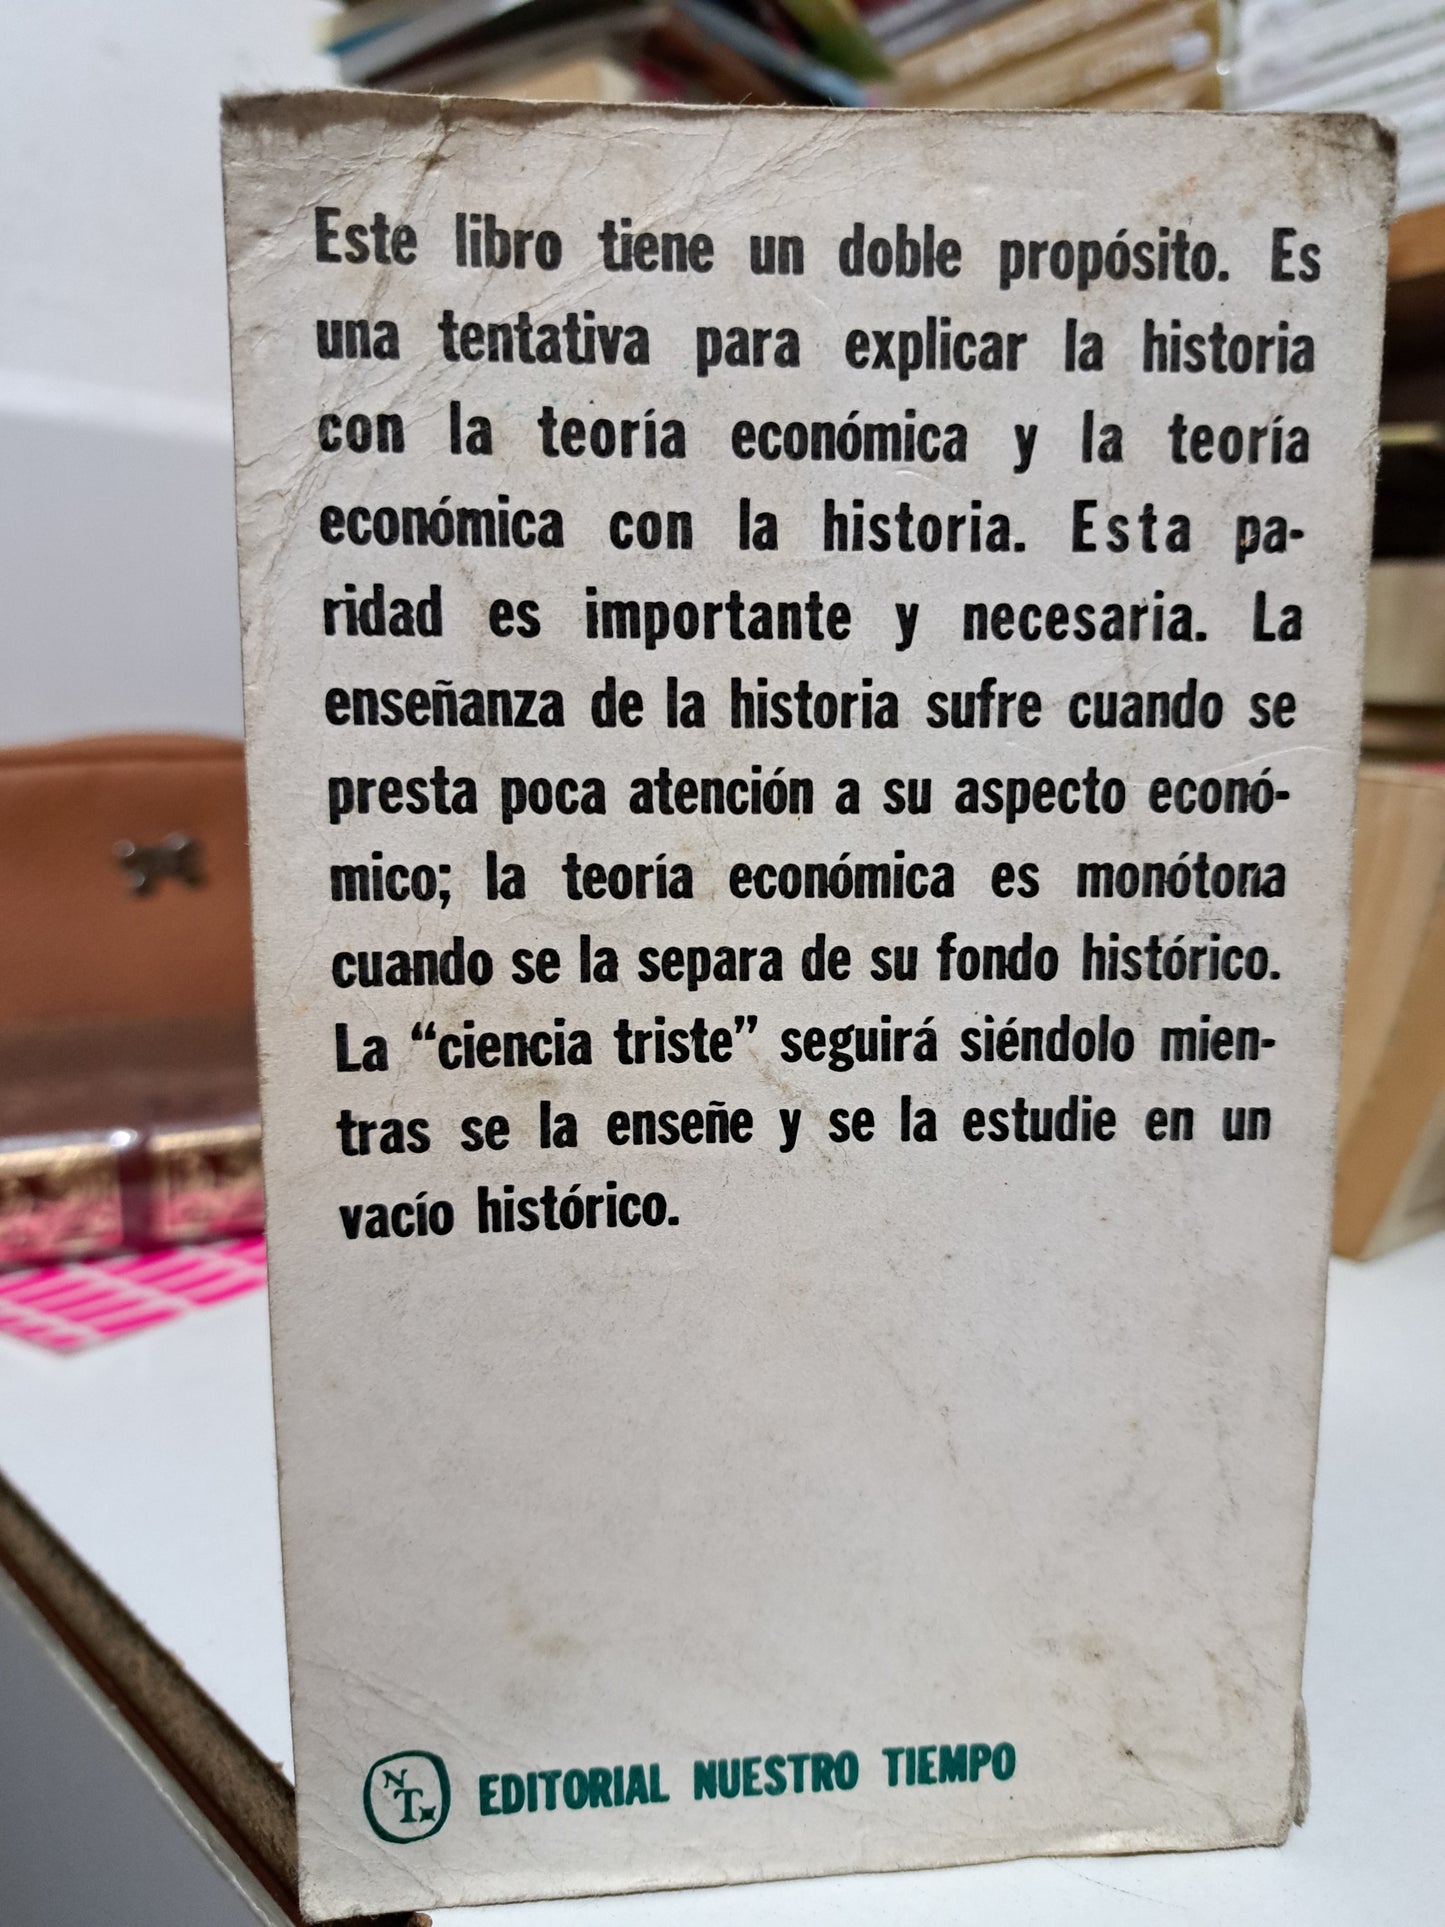 Este libro tiene un doble propósito. Es
una tentativa para explicar la historia
con la teoría económica y la teoría
económica con la historia. Esta pa-
ridad es importante y necesaria. La
enseñanza de la historia sufre cuando se
presta poca atención a su aspecto econó-
mico; la teoría económica es monótona
cuando se la separa de su fondo histórico.
La “ciencia triste” seguirá siéndolo mien-
tras se la enseñe y se la estudie en un
vacío histórico.
NT EDITORIAL NUESTRO TIEMPO